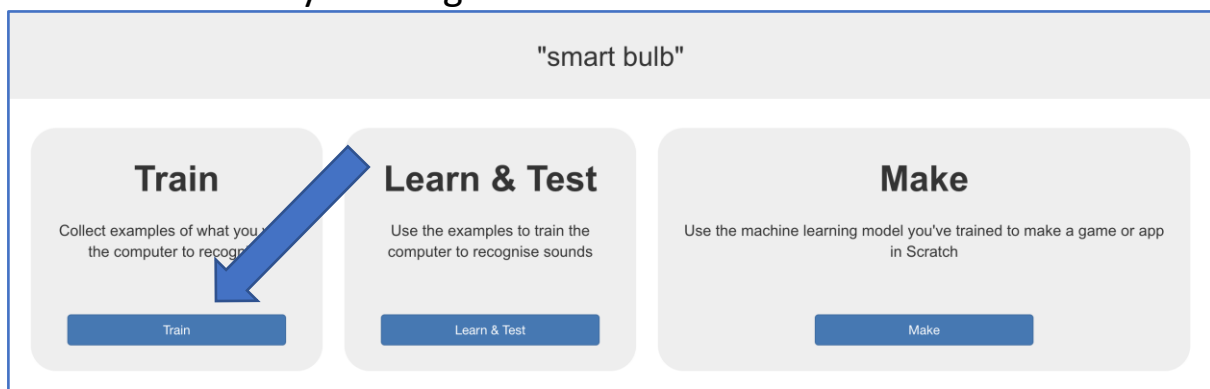 "smart bulb"
Train
Collect examples of what you
the computer to
Train
Learn & Test
Use the examples to train the
computer to recognise sounds
Learn & Test
Make
Use the machine learning model you've trained to make a game or app
in Scratch
Make